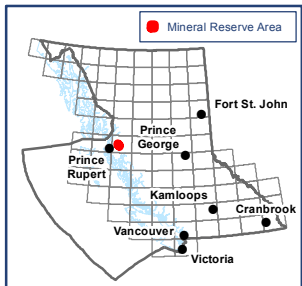 Mineral Reserve Area
Fort St. John
Prince
George
Prince
Rupert
Kamloops
Cranbrook
Vancouver
Victoria